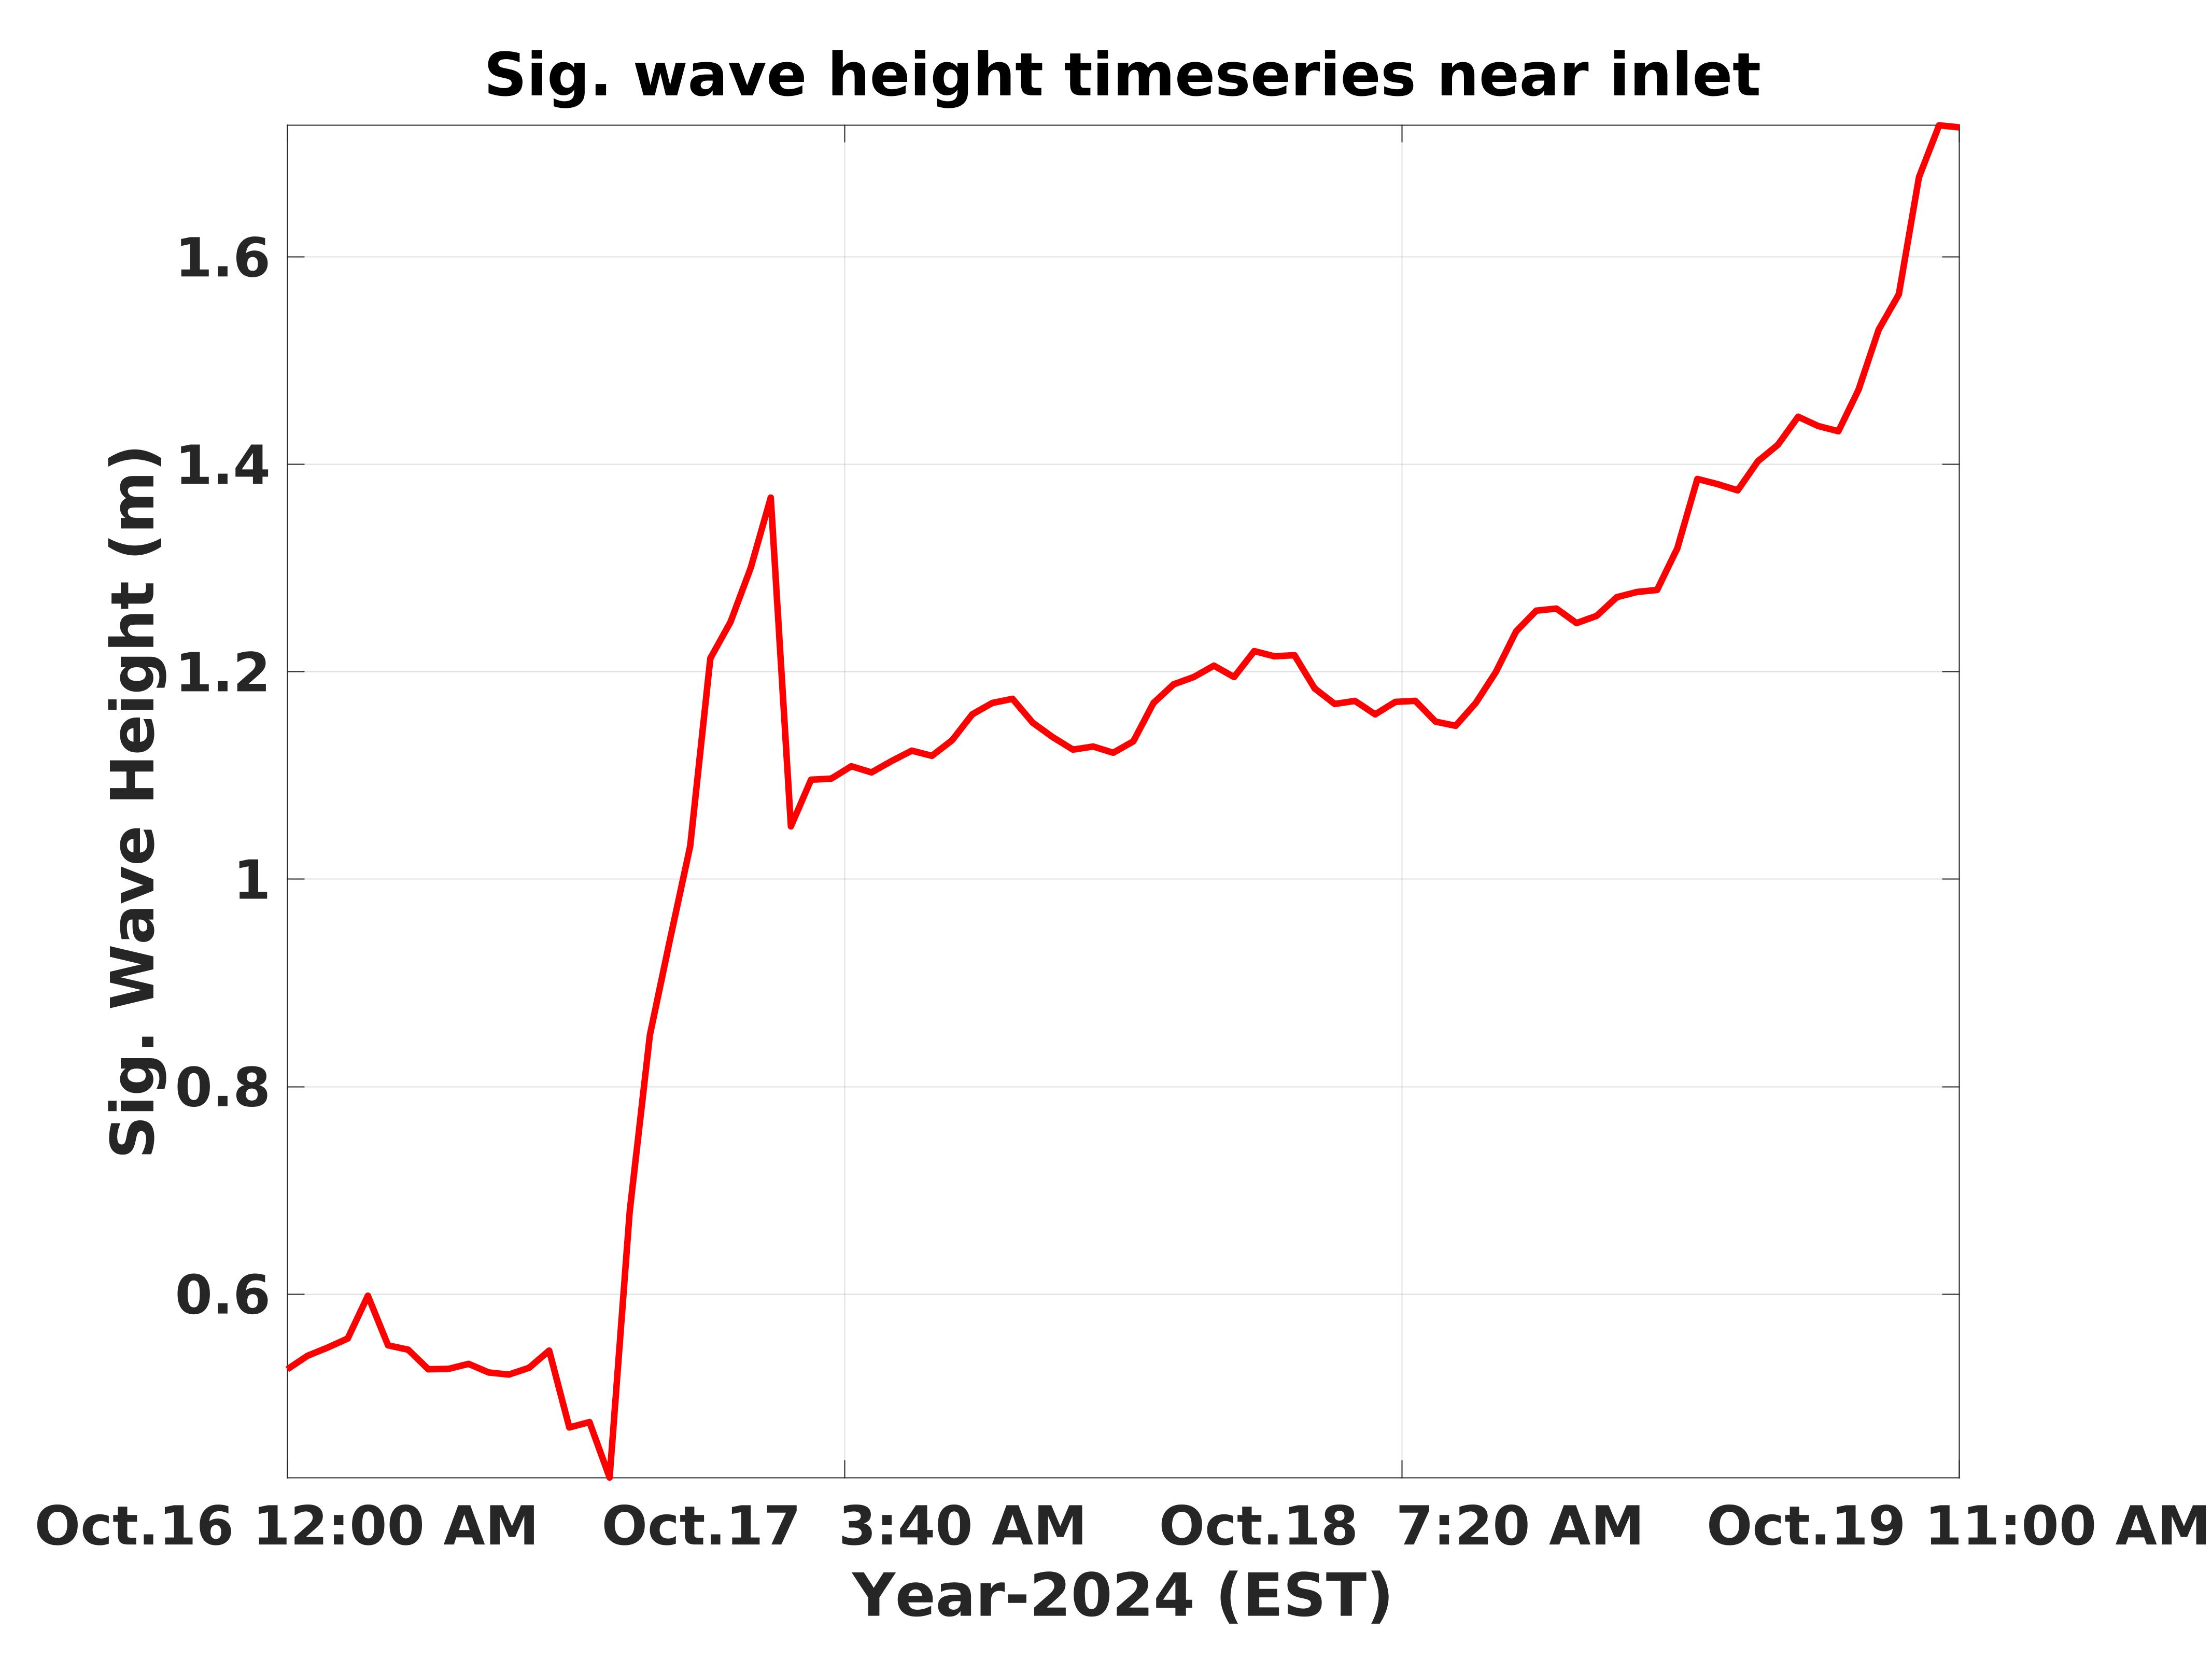 Sig. wave height timeseries near inlet
Sig. Wave Height (m)
1.6
1.4
1.2
1
0.8
0.6
Oct.16 12:00 AM Oct.17 3:40 AM Oct.18 7:20 AM Oct.19 11:00 AM
Year-2024 (EST)